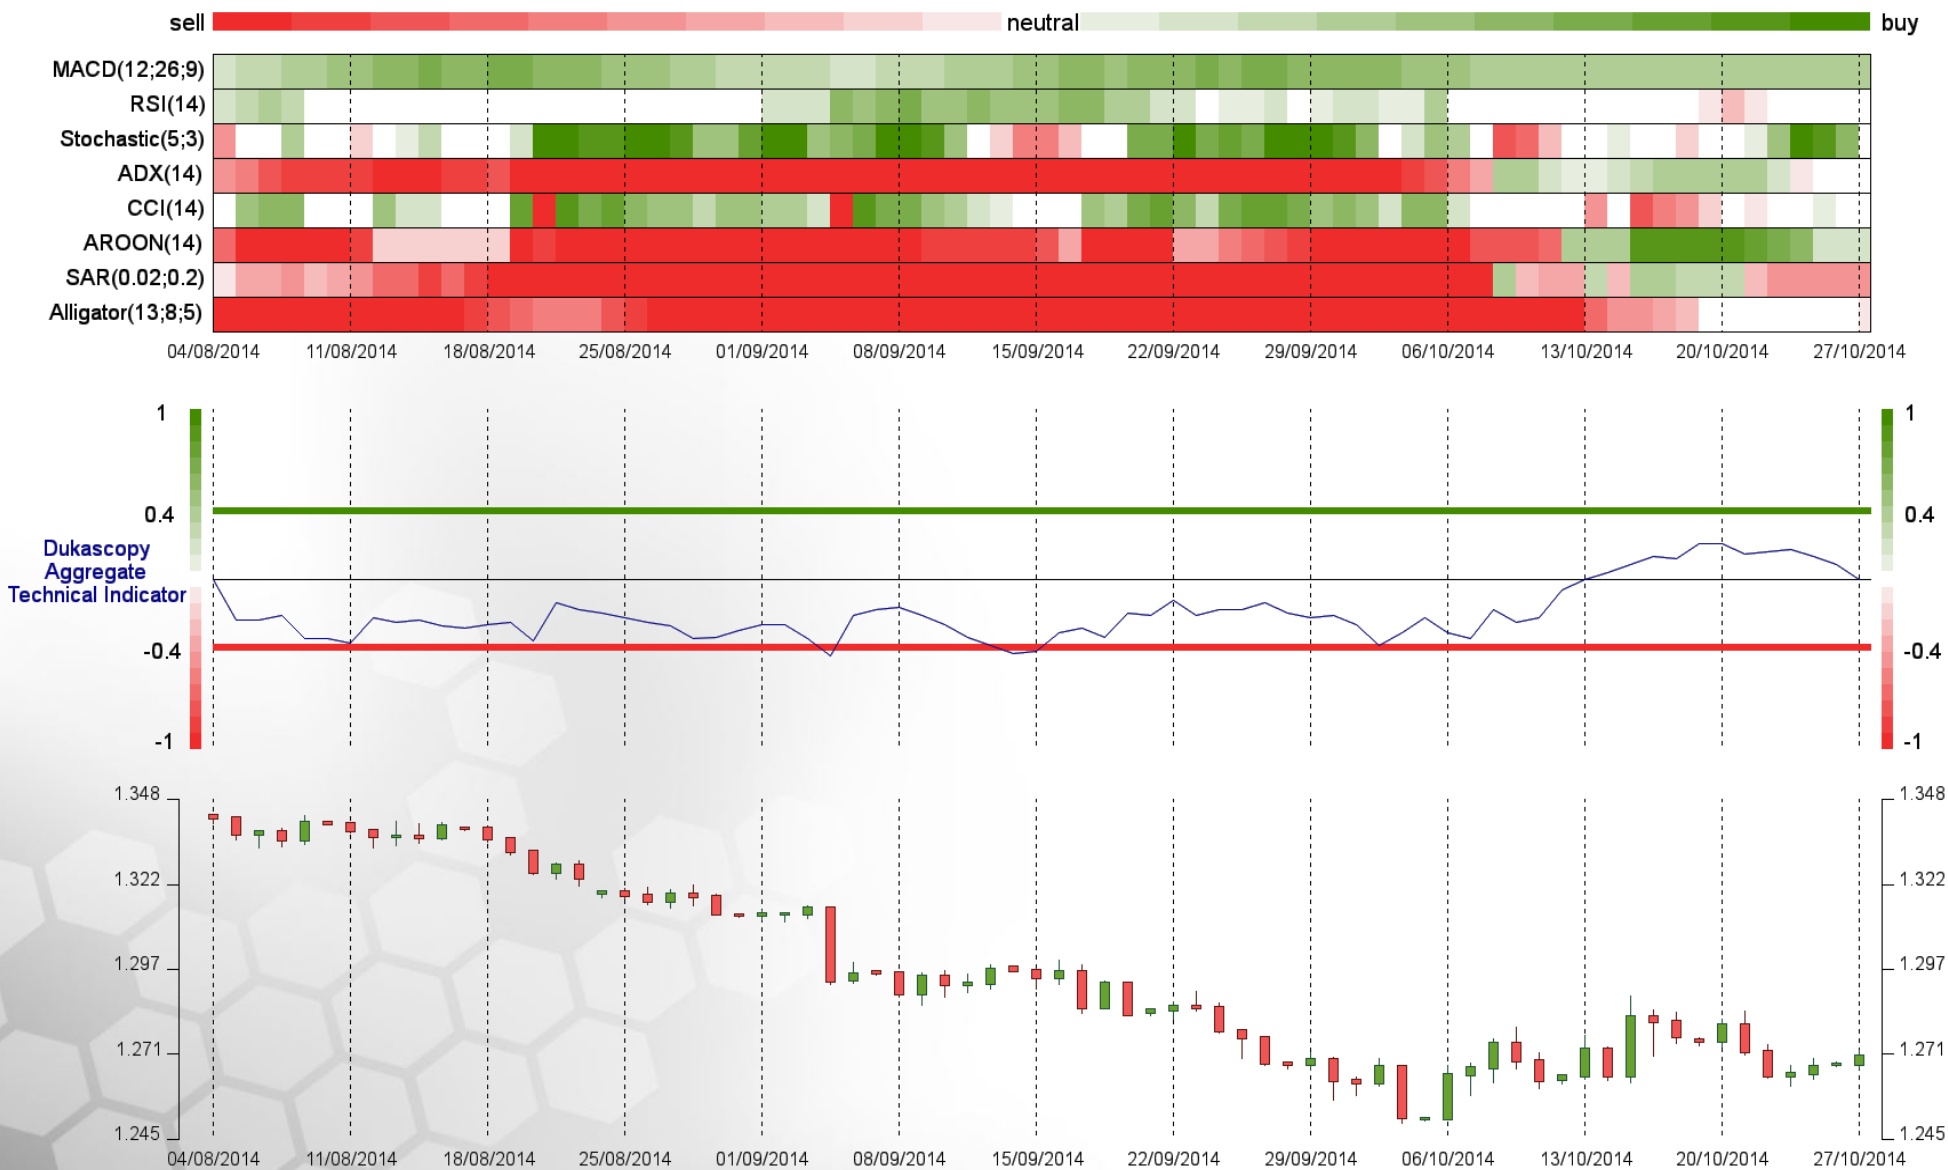 sell neutral buy
MACD(12;26;9)
RSI(14)
Stochastic(5;3)
ADX(14)
CCI(14)
AROON(14)
SAR(0.02;0.2)
Alligator(13;8;5)
04/08/2014 11/08/2014 18/08/2014 25/08/2014 01/09/2014 08/09/2014 15/09/2014 22/09/2014 29/09/2014 06/10/2014 13/10/2014 20/10/2014 27/10/2014
1 1
0.4 0.4
Dukascopy
Aggregate
Technical Indicator
-0.4 -0.4
-1 -1
1.348 1.348
1.322 1.322
1.297 1.297
1.271 1.271
1.245 1.245
04/08/2014 11/08/2014 18/08/2014 25/08/2014 01/09/2014 08/09/2014 15/09/2014 22/09/2014 29/09/2014 06/10/2014 13/10/2014 20/10/2014 27/10/2014